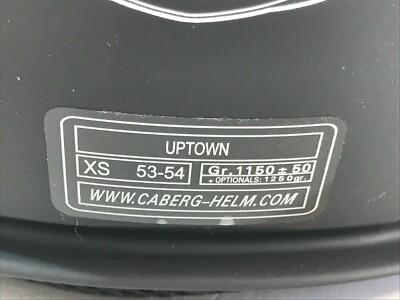 UPTOWN
XS 53-54 Gr.1150±50
+ OPTIONALS: 1250gr.
WWW.CABERG-HELM.COM